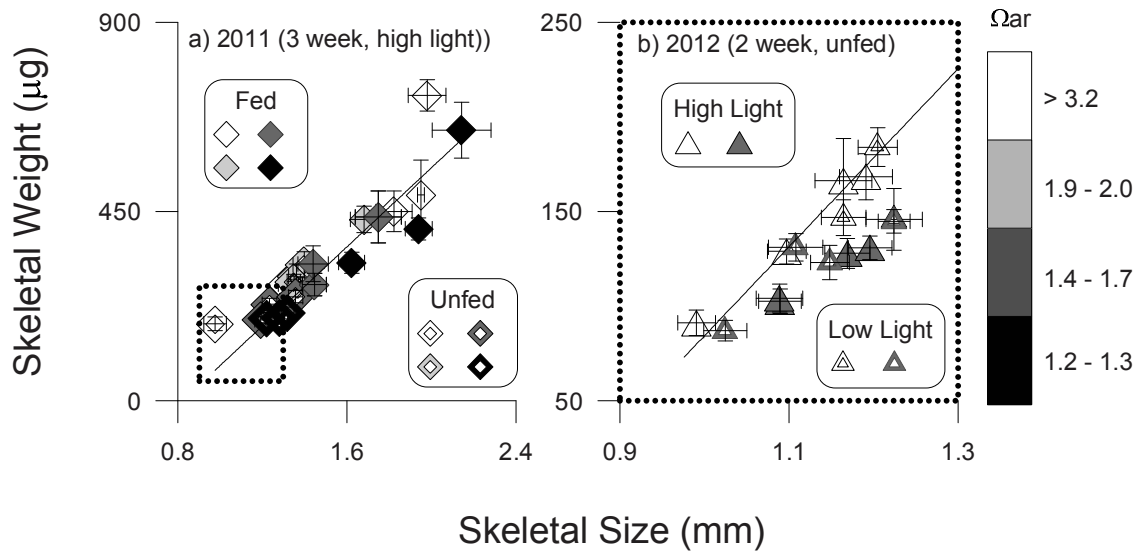 Skeletal Weight (µg)
900
450
0
a) 2011 (3 week, high light))
Fed
Unfed
0.8
1.6
2.4
250
150
50
b) 2012 (2 week, unfed)
High Light
Low Light
0.9
1.1
1.3
Ωar
> 3.2
1.9 - 2.0
1.4 - 1.7
1.2 - 1.3
Skeletal Size (mm)